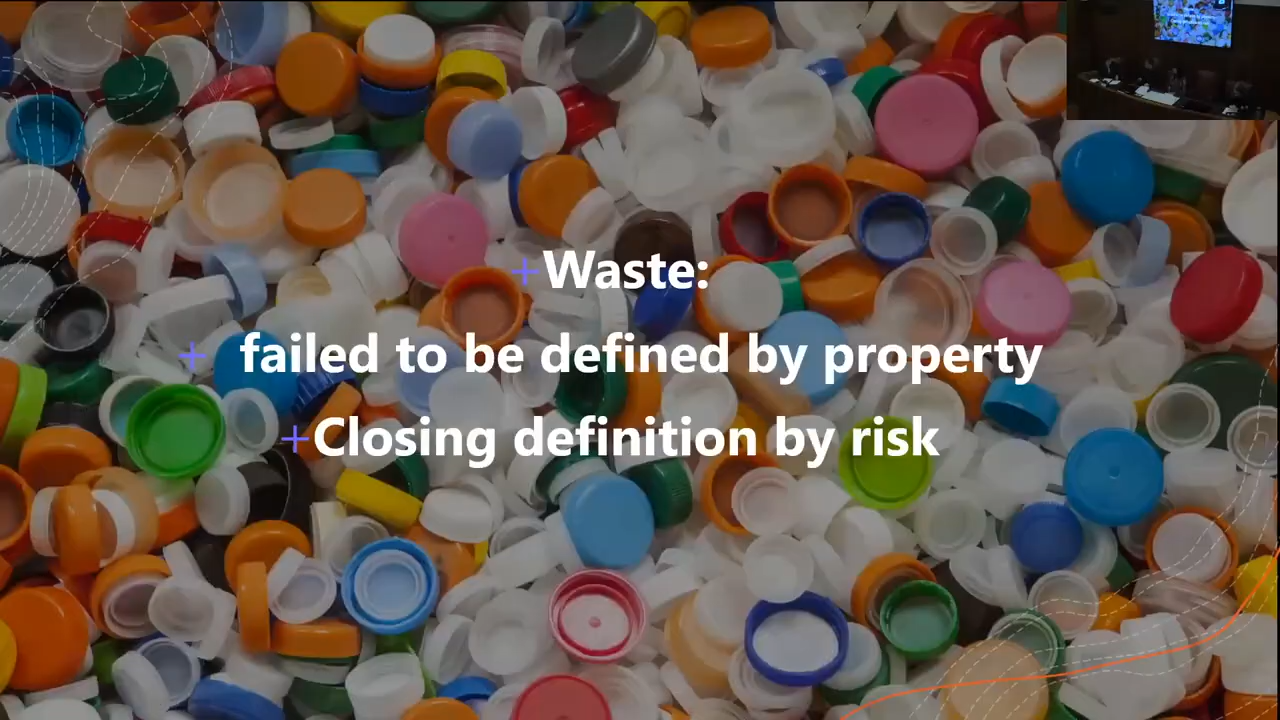 +Waste:
+ failed to be defined by property
+Closing definition by risk